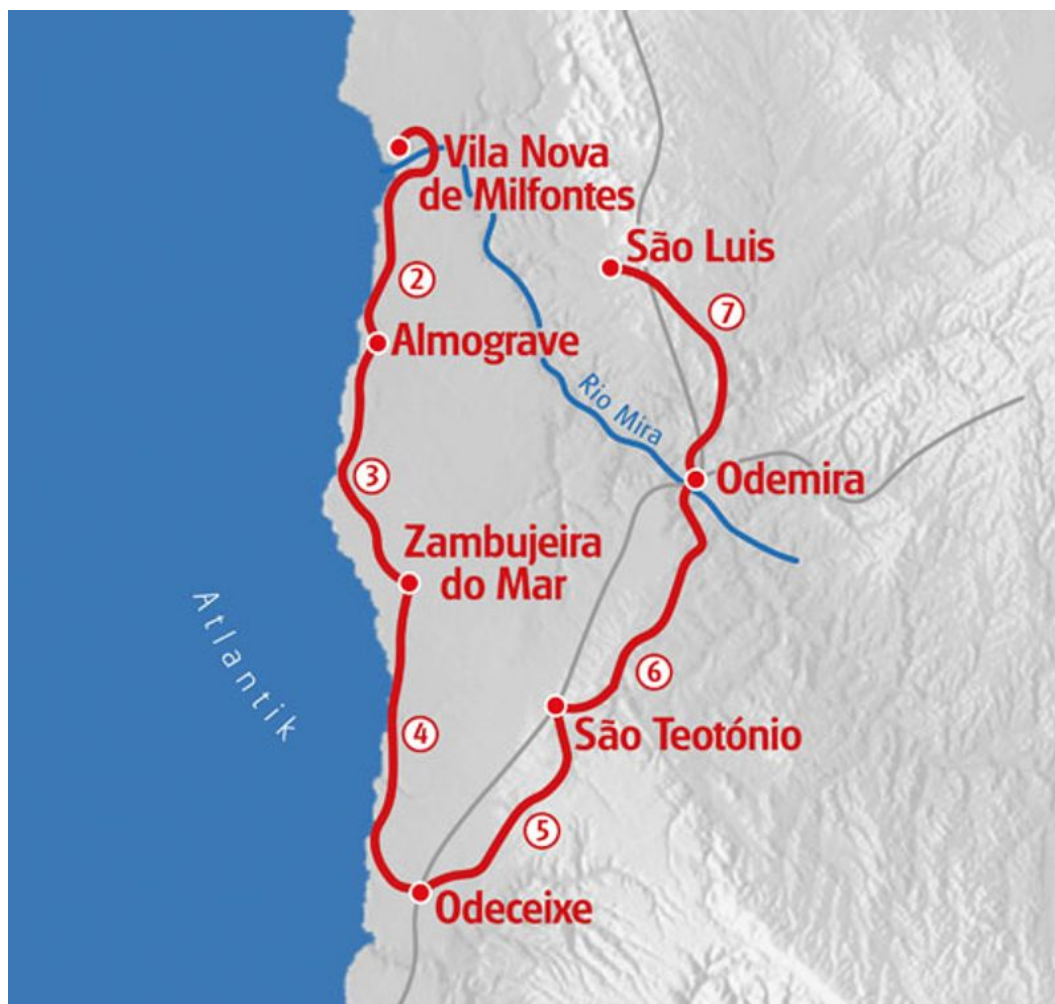 Vila Nova
de Milfontes
São Luis
2
7
Almograve
Rio Mira
3
Odemira
Zambujeira
do Mar
Atlantik
6
4
São Teotónio
5
Odeceixe